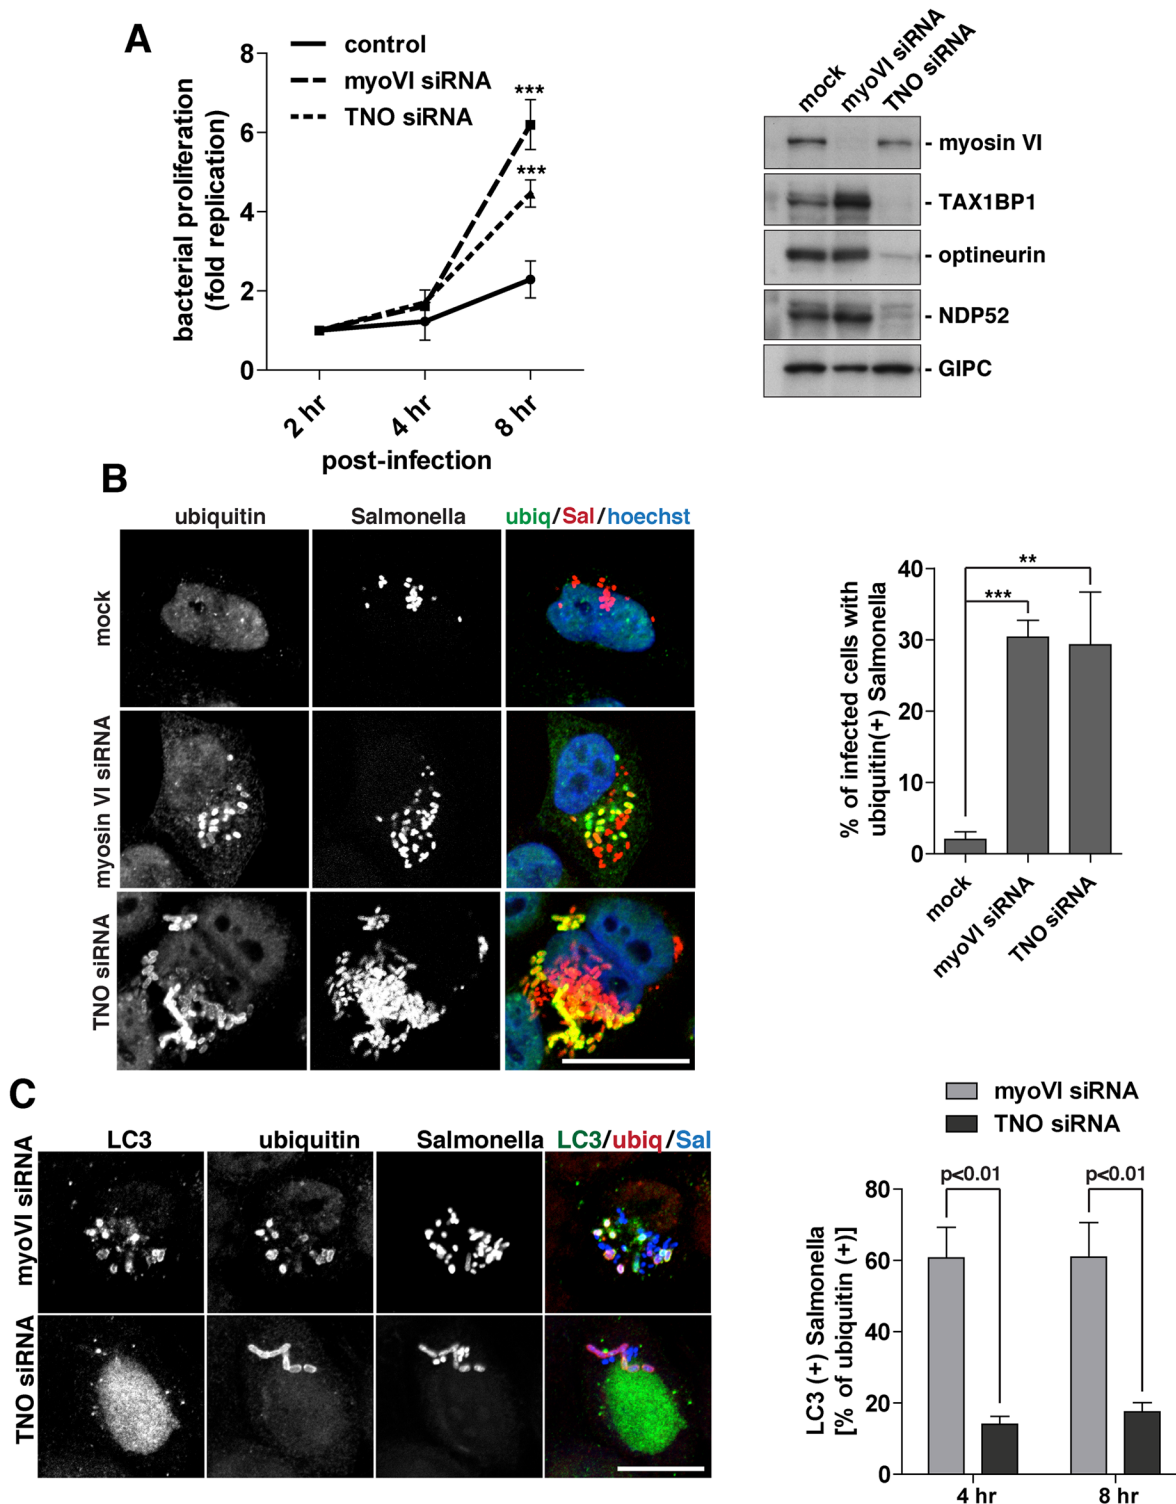 A
control
myoVI siRNA
TNO siRNA
***
***
bacterial proliferation
(fold replication)
8
6
4
2
0
2 hr
4 hr
8 hr
post-infection
mock
myoVI siRNA
TNO siRNA
- myosin VI
- TAX1BP1
- optineurin
- NDP52
- GIPC
B
ubiquitin
Salmonella
ubiq/Sal/hoechst
mock
myosin VI siRNA
TNO siRNA
% of infected cells with
ubiquitin(+) Salmonella
40
30
20
10
0
**
***
mock
myoVI siRNA
TNO siRNA
C
LC3
ubiquitin
Salmonella
LC3/ubiq/Sal
myoVI siRNA
TNO siRNA
myoVI siRNA
TNO siRNA
LC3 (+) Salmonella
[% of ubiquitin (+)]
80
60
40
20
0
p<0.01
p<0.01
4 hr
8 hr